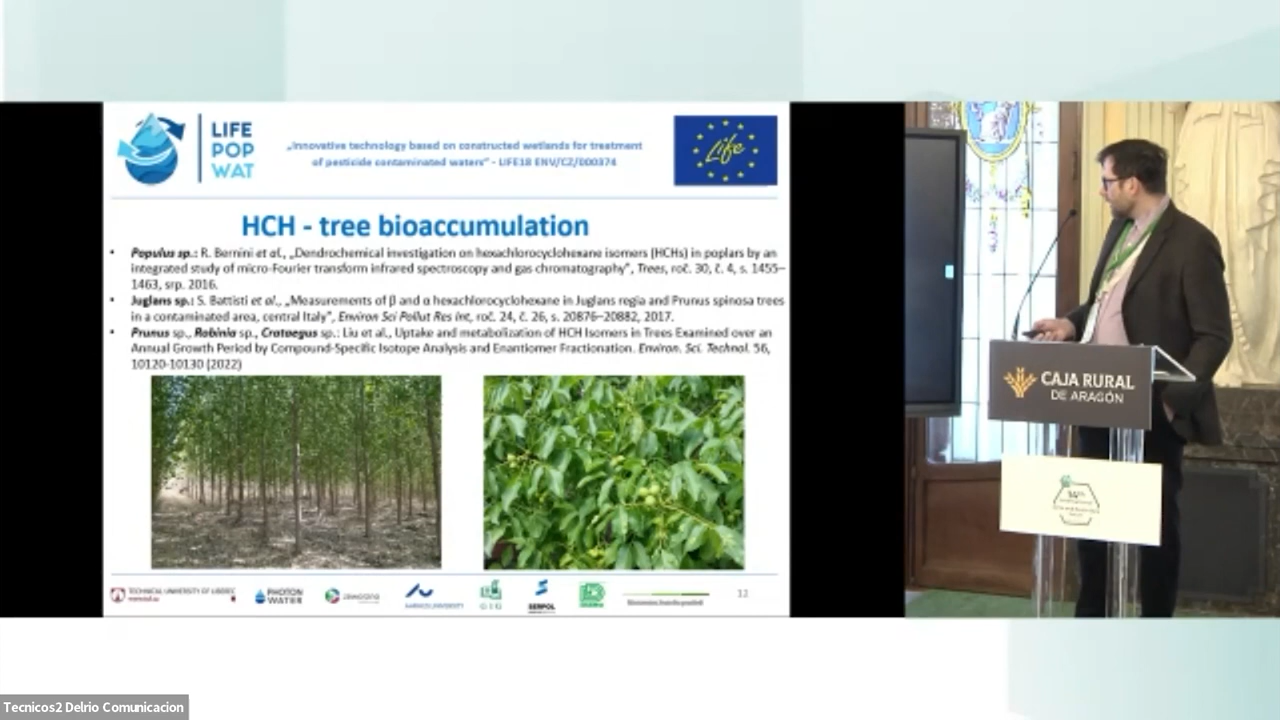 LIFE
POP
WAT
„Innovative technology based on constructed wetlands for treatment
of pesticide contaminated waters" - LIFE18 ENV/CZ/000374
Life
HCH - tree bioaccumulation
• Populus sp.: R. Bernini et al., „Dendrochemical investigation on hexachlorocyclohexane isomers (HCHs) in poplars by an
integrated study of micro-Fourier transform infrared spectroscopy and gas chromatography", Trees, roč. 30, č. 4, s. 1455–
1463, srp. 2016.
• Juglans sp.: S. Battisti et al., „Measurements of β and α hexachlorocyclohexane in Juglans regia and Prunus spinosa trees
in a contaminated area, central Italy", Environ Sci Pollut Res Int, roč. 24, č. 26, s. 20876–20882, 2017.
• Prunus sp., Robinia sp., Crataegus sp.: Liu et al., Uptake and metabolization of HCH Isomers in Trees Examined over an
Annual Growth Period by Compound-Specific Isotope Analysis and Enantiomer Fractionation. Environ. Sci. Technol. 56,
10120-10130 (2022)
TECHNICAL UNIVERSITY OF LIBEREC
PHOTON
WATER
AARHUS UNIVERSITY
GIG
SERPOL
12
CAJA RURAL
DE ARAGÓN
14th
Tecnicos2 Delrio Comunicacion